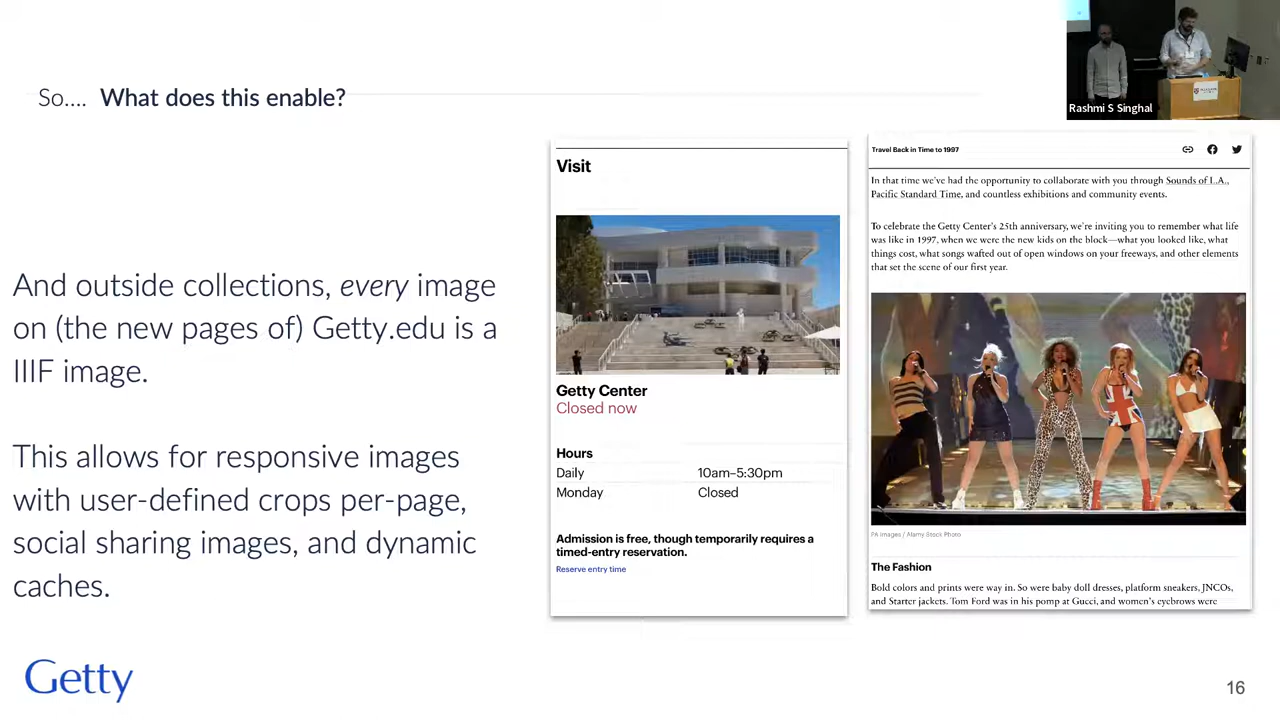 So.... What does this enable?
Rashmi S Singhal
And outside collections, every image
on (the new pages of) Getty.edu is a
IIIF image.
This allows for responsive images
with user-defined crops per-page,
social sharing images, and dynamic
caches.
Visit
Getty Center
Closed now
Hours
Daily 10am–5:30pm
Monday Closed
Admission is free, though temporarily requires a
timed-entry reservation.
Reserve entry time
Travel Back in Time to 1997
In that time we've had the opportunity to collaborate with you through Sounds of L.A.,
Pacific Standard Time, and countless exhibitions and community events.
To celebrate the Getty Center's 25th anniversary, we're inviting you to remember what life
was like in 1997, when we were the new kids on the block—what you looked like, what
things cost, what songs wafted out of open windows on your freeways, and other elements
that set the scene of our first year.
PA Images / Alamy Stock Photo
The Fashion
Bold colors and prints were way in. So were baby doll dresses, platform sneakers, JNCOs,
and Starter jackets. Tom Ford was in his pomp at Gucci, and women's eyebrows were
Getty
16